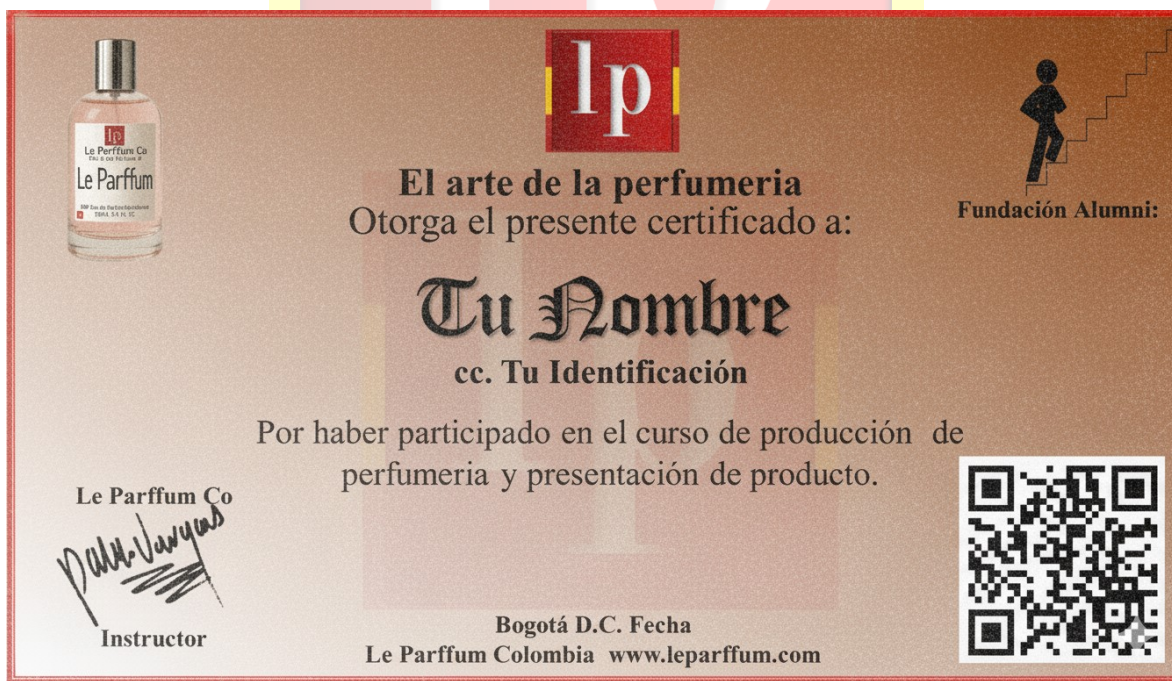 lp
lp
Le Perffum Co
Le Parffum
El arte de la perfumeria
Otorga el presente certificado a:
Fundación Alumni:
Tu Nombre
cc. Tu Identificación
Por haber participado en el curso de producción de
perfumeria y presentación de producto.
Le Parffum Co
Instructor
Bogotá D.C. Fecha
Le Parffum Colombia www.leparffum.com
lp